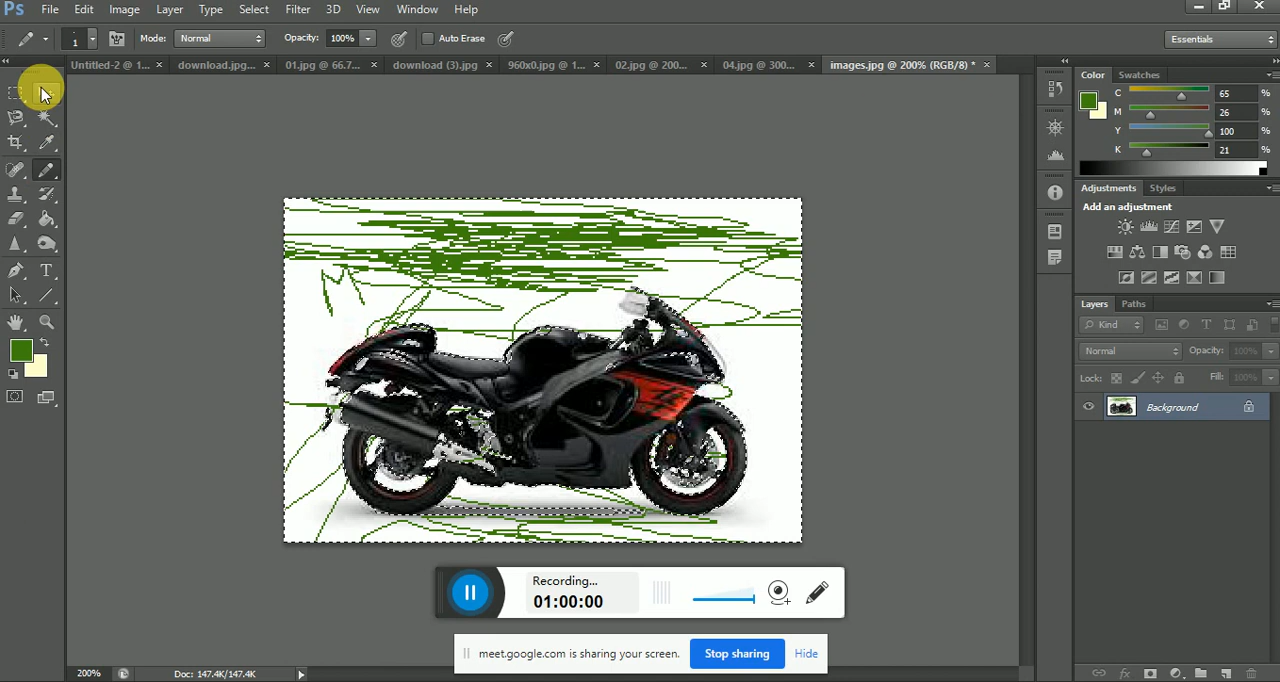 Ps File Edit Image Layer Type Select Filter 3D View Window Help
1 Mode: Normal Opacity: 100% Auto Erase Essentials
Untitled-2 @ 1... × download.jpg... × 01.jpg @ 66.7... × download (3).jpg × 960x0.jpg @ 1... × 02.jpg @ 200... × 04.jpg @ 300... × images.jpg @ 200% (RGB/8) * ×
Color Swatches
C 65 %
M 26 %
Y 100 %
K 21 %
Adjustments Styles
Add an adjustment
Layers Paths
Kind
Normal Opacity: 100%
Lock: Fill: 100%
Background
T
Recording...
01:00:00
meet.google.com is sharing your screen. Stop sharing Hide
200% Doc: 147.4K/147.4K
fx